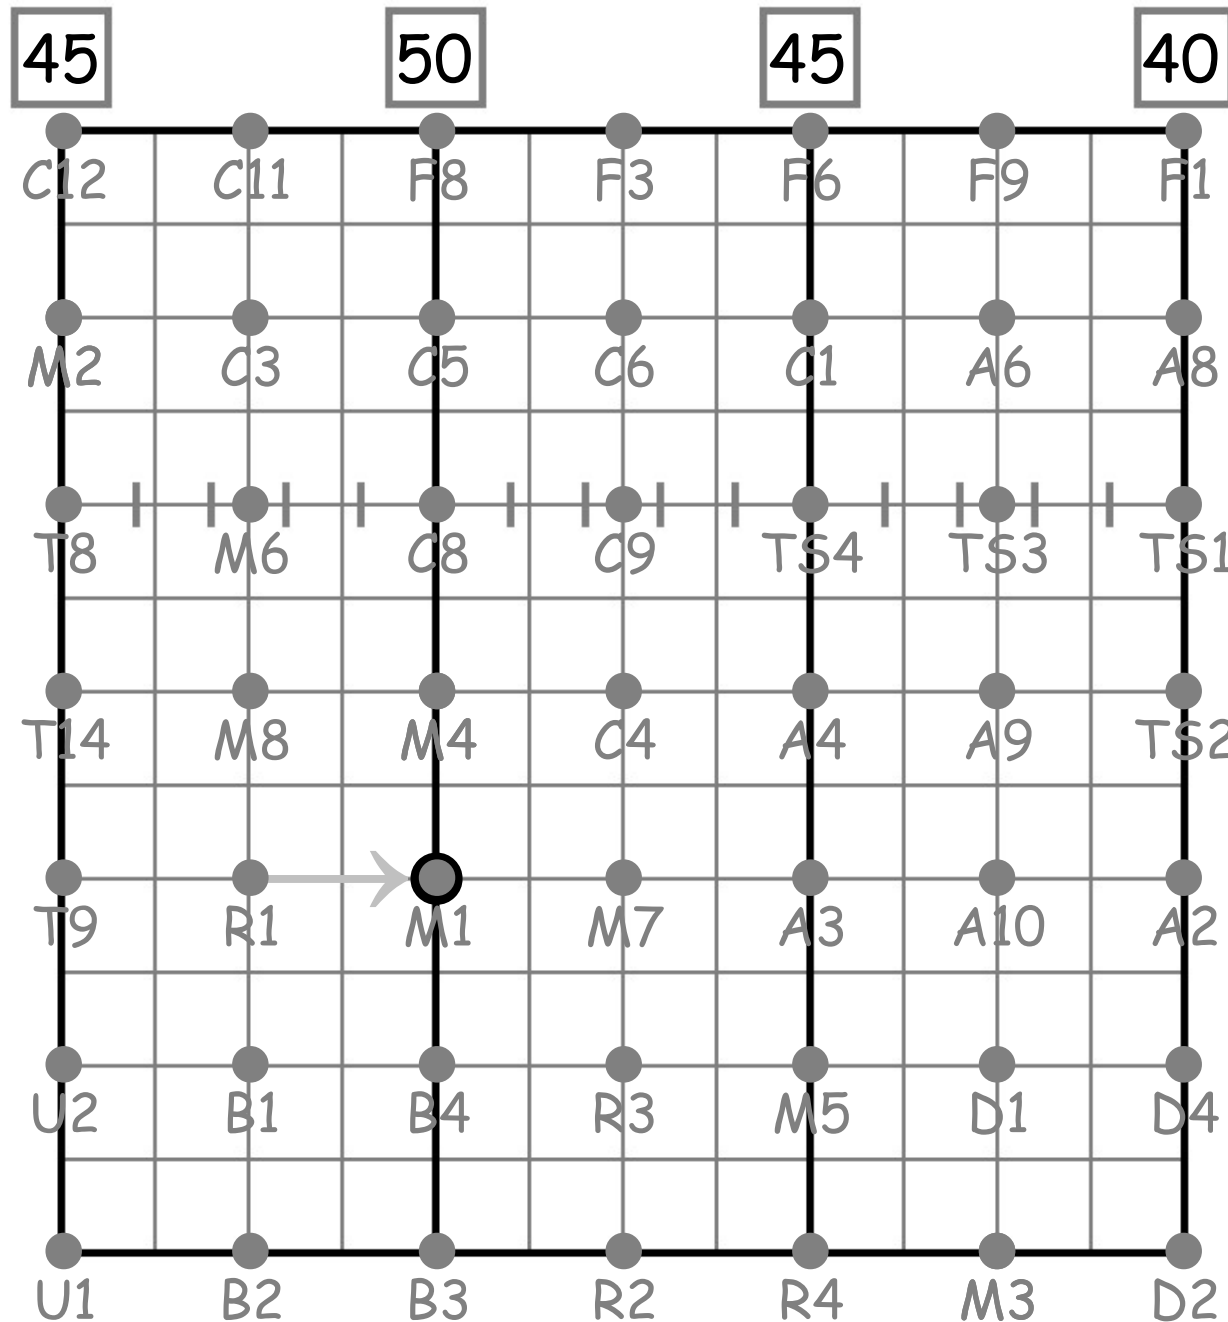 45 50 45 40
C12 C11 F8 F3 F6 F9 F1
M2 C3 C5 C6 C1 A6 A8
T8 M6 C8 C9 TS4 TS3 TS1
T14 M8 M4 C4 A4 A9 TS2
T9 R1 M1 M7 A3 A10 A2
U2 B1 B4 R3 M5 D1 D4
U1 B2 B3 R2 R4 M3 D2